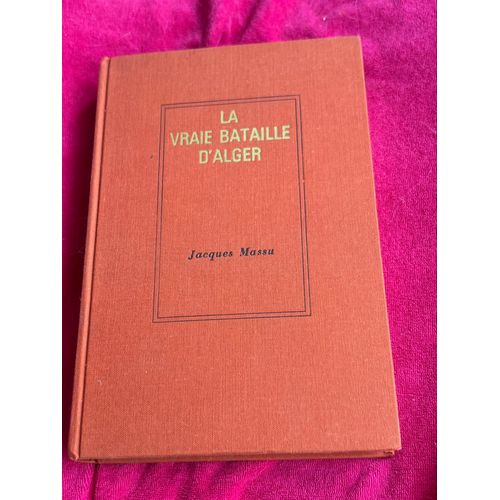 LA
VRAIE BATAILLE
D'ALGER
Jacques Massu